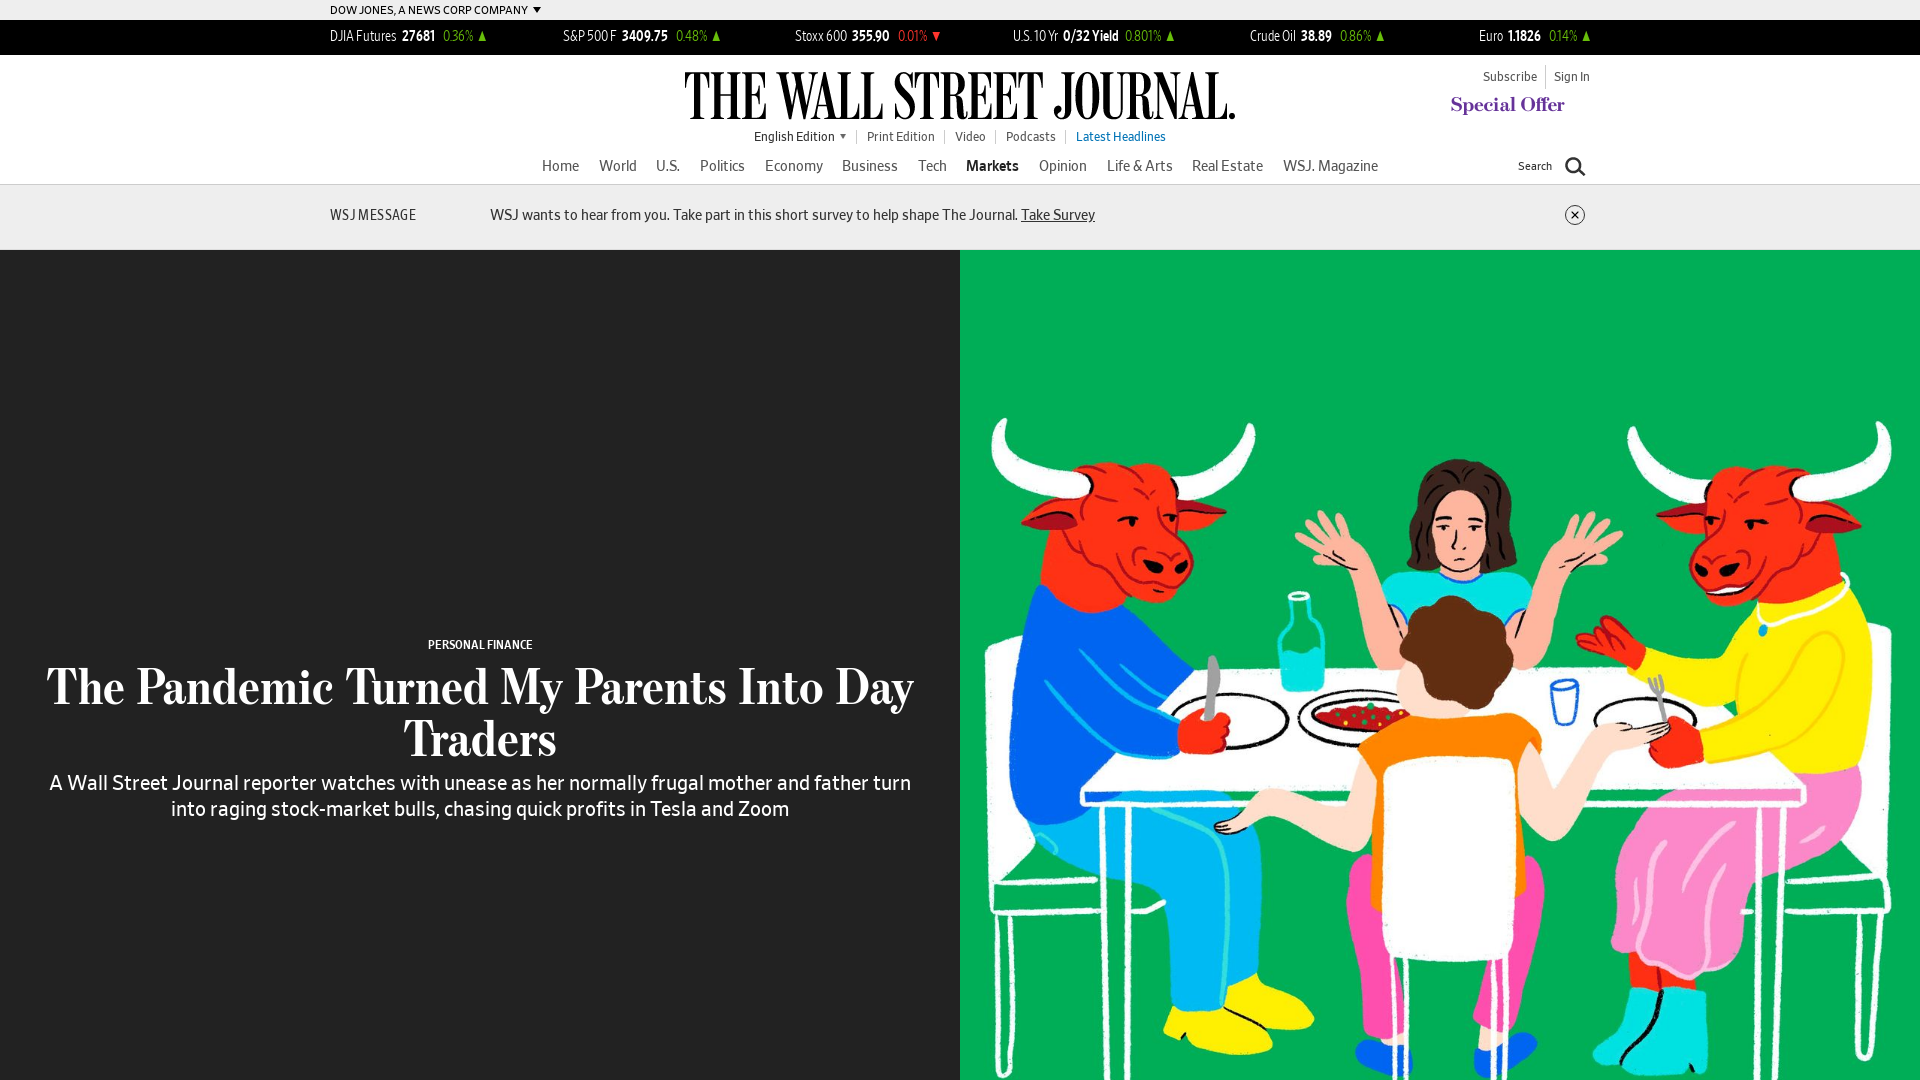 DOW JONES, A NEWS CORP COMPANY
DJIA Futures 27681 0.36% S&P 500 F 3409.75 0.48% Stoxx 600 355.90 0.01% U.S. 10 Yr 0/32 Yield 0.801% Crude Oil 38.89 0.86% Euro 1.1826 0.14%
Subscribe Sign In
THE WALL STREET JOURNAL.
Special Offer
English Edition Print Edition Video Podcasts Latest Headlines
Home World U.S. Politics Economy Business Tech Markets Opinion Life & Arts Real Estate WSJ. Magazine Search
WSJ MESSAGE WSJ wants to hear from you. Take part in this short survey to help shape The Journal. Take Survey
PERSONAL FINANCE
The Pandemic Turned My Parents Into Day
Traders
A Wall Street Journal reporter watches with unease as her normally frugal mother and father turn
into raging stock-market bulls, chasing quick profits in Tesla and Zoom